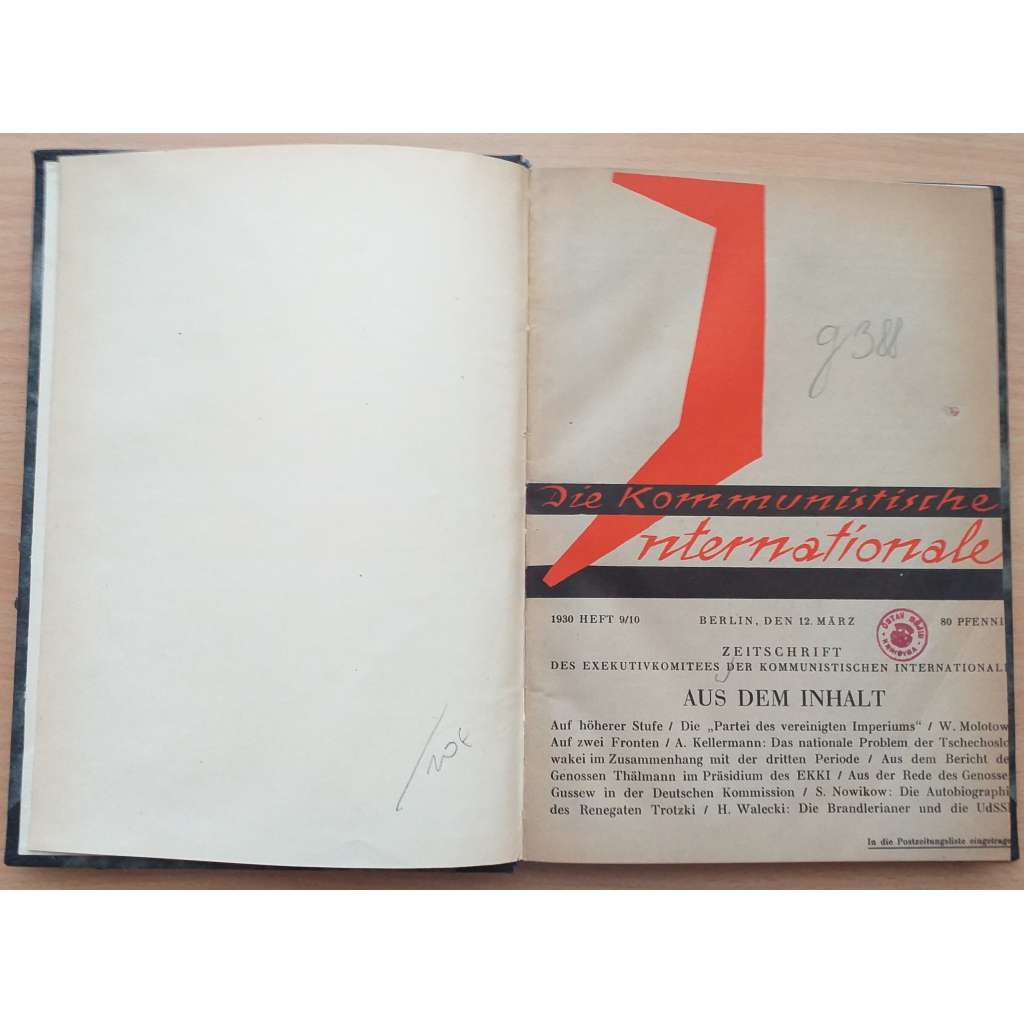 g 388
Die Kommunistische
Internationale
1930 HEFT 9/10 BERLIN, DEN 12. MÄRZ 80 PFENNI
ÚSTAV DĚJIN
KNIHOVNA
ZEITSCHRIFT
DES EXEKUTIVKOMITEES DER KOMMUNISTISCHEN INTERNATIONALE
AUS DEM INHALT
Auf höherer Stufe / Die „Partei des vereinigten Imperiums“ / W. Molotow
Auf zwei Fronten / A. Kellermann: Das nationale Problem der Tschechoslo
wakei im Zusammenhang mit der dritten Periode / Aus dem Bericht de
Genossen Thälmann im Präsidium des EKKI / Aus der Rede des Genosse
Gussew in der Deutschen Kommission / S. Nowikow: Die Autobiographi
des Renegaten Trotzki / H. Walecki: Die Brandlerianer und die UdSSR
In die Postzeitungsliste eingetrage